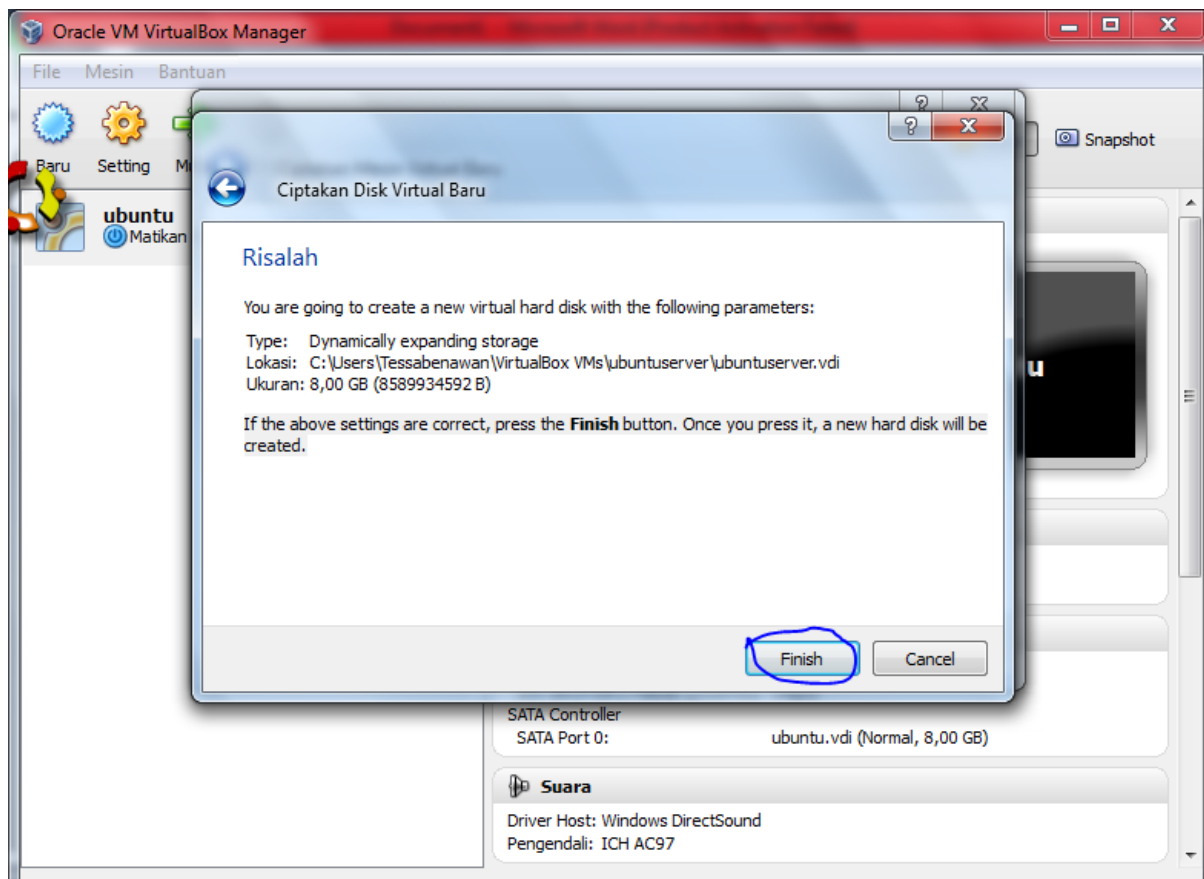 Oracle VM VirtualBox Manager
File Mesin Bantuan
Baru Setting
Snapshot
ubuntu
Matikan
Ciptakan Disk Virtual Baru
Risalah
You are going to create a new virtual hard disk with the following parameters:
Type: Dynamically expanding storage
Lokasi: C:\Users\Tessabenawan\VirtualBox VMs\ubuntuserver\ubuntuserver.vdi
Ukuran: 8,00 GB (8589934592 B)
If the above settings are correct, press the Finish button. Once you press it, a new hard disk will be
created.
Finish Cancel
SATA Controller
SATA Port 0: ubuntu.vdi (Normal, 8,00 GB)
Suara
Driver Host: Windows DirectSound
Pengendali: ICH AC97